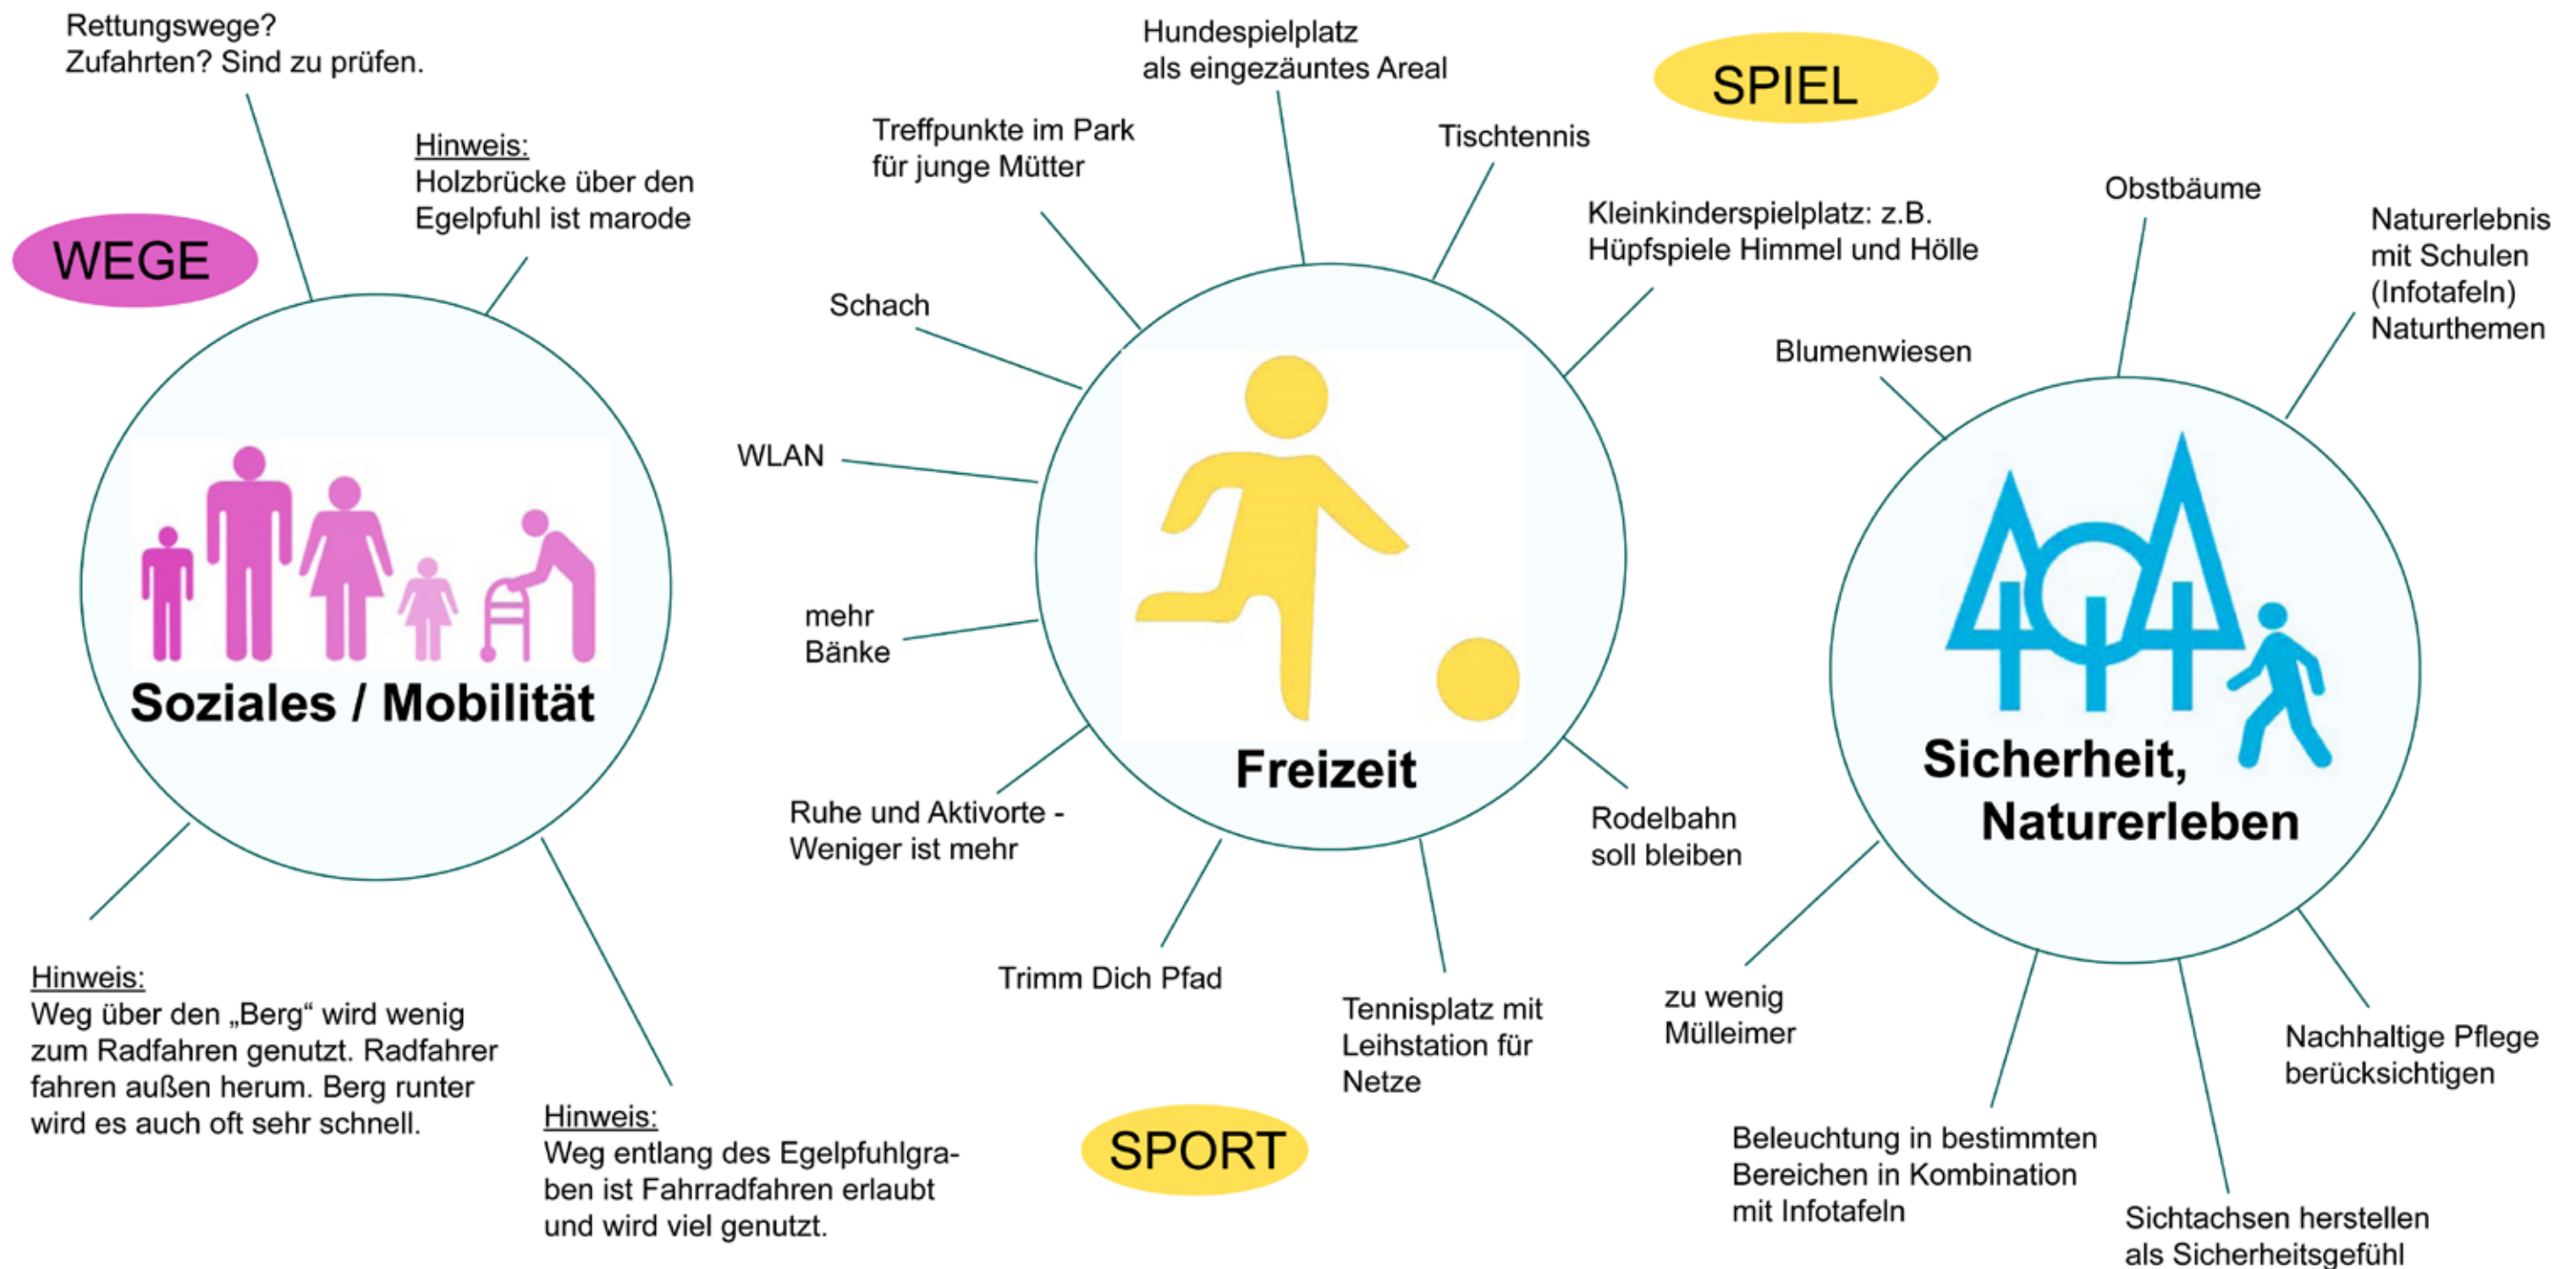 Rettungswege?
Zufahrten? Sind zu prüfen.
Hinweis:
Holzbrücke über den
Egelpfuhl ist marode
WEGE
Soziales / Mobilität
Hinweis:
Weg über den „Berg“ wird wenig
zum Radfahren genutzt. Radfahrer
fahren außen herum. Berg runter
wird es auch oft sehr schnell.
Hinweis:
Weg entlang des Egelpfuhlgra-
ben ist Fahrradfahren erlaubt
und wird viel genutzt.
Hundespielplatz
als eingezäuntes Areal
SPIEL
Treffpunkte im Park
für junge Mütter
Tischtennis
Kleinkinderspielplatz: z.B.
Hüpfspiele Himmel und Hölle
Schach
WLAN
mehr
Bänke
Freizeit
Ruhe und Aktivorte -
Weniger ist mehr
Rodelbahn
soll bleiben
Trimm Dich Pfad
Tennisplatz mit
Leihstation für
Netze
SPORT
Obstbäume
Naturerlebnis
mit Schulen
(Infotafeln)
Naturthemen
Blumenwiesen
Sicherheit,
Naturerleben
zu wenig
Mülleimer
Nachhaltige Pflege
berücksichtigen
Beleuchtung in bestimmten
Bereichen in Kombination
mit Infotafeln
Sichtachsen herstellen
als Sicherheitsgefühl